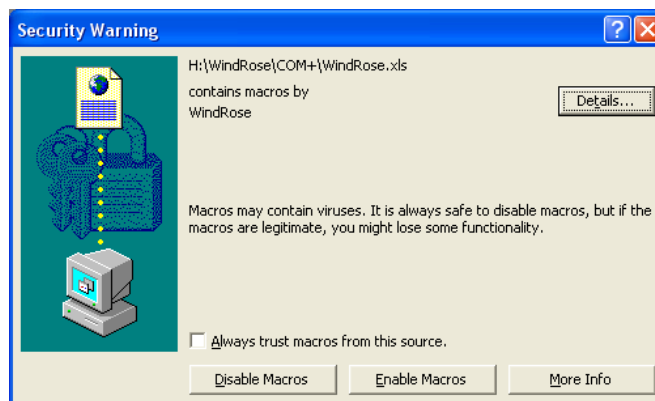 Security Warning
H:\WindRose\COM+\WindRose.xls
contains macros by
WindRose
Details...
Macros may contain viruses. It is always safe to disable macros, but if the
macros are legitimate, you might lose some functionality.
Always trust macros from this source.
Disable Macros
Enable Macros
More Info